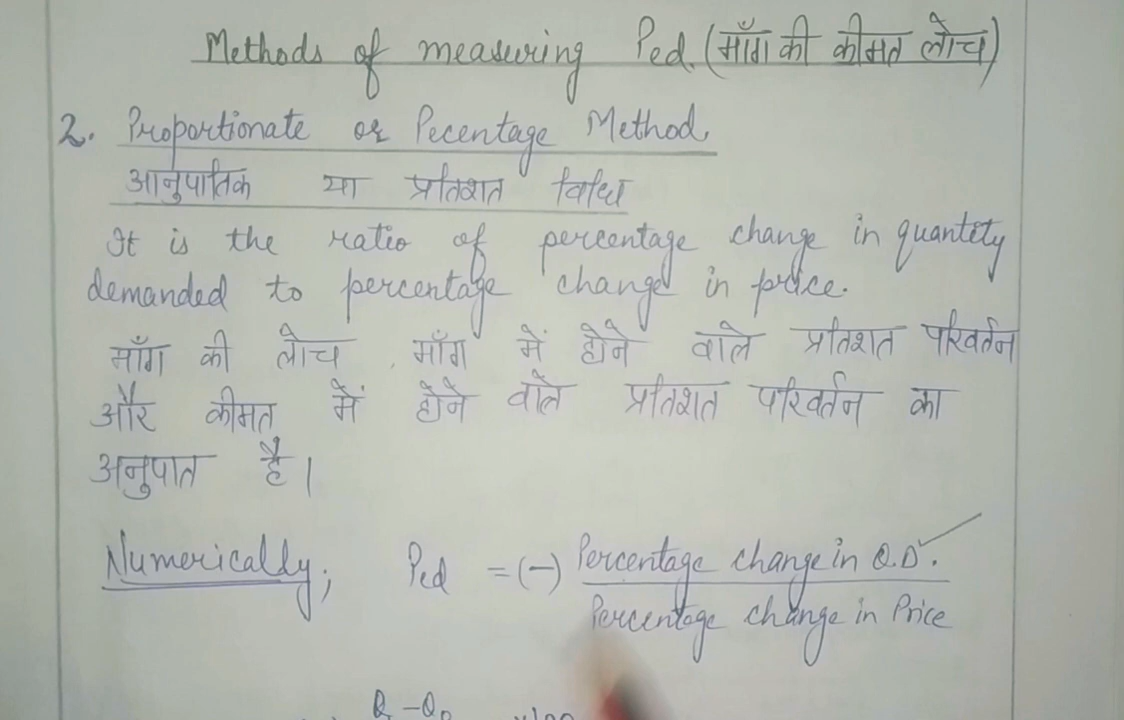 Methods of measuring Ped. (माँग की कीमत लोच)
2. Proportionate or Pecentage Method
आनुपातिक या प्रतिशत विधि
It is the ratio of percentage change in quantity
demanded to percentage change in price.
माँग की लोच माँग में होने वाले प्रतिशत परिवर्तन
और कीमत में होने वाले प्रतिशत परिवर्तन का
अनुपात है।
Numerically; Ped = (-) Percentage change in Q.D.
Percentage change in Price